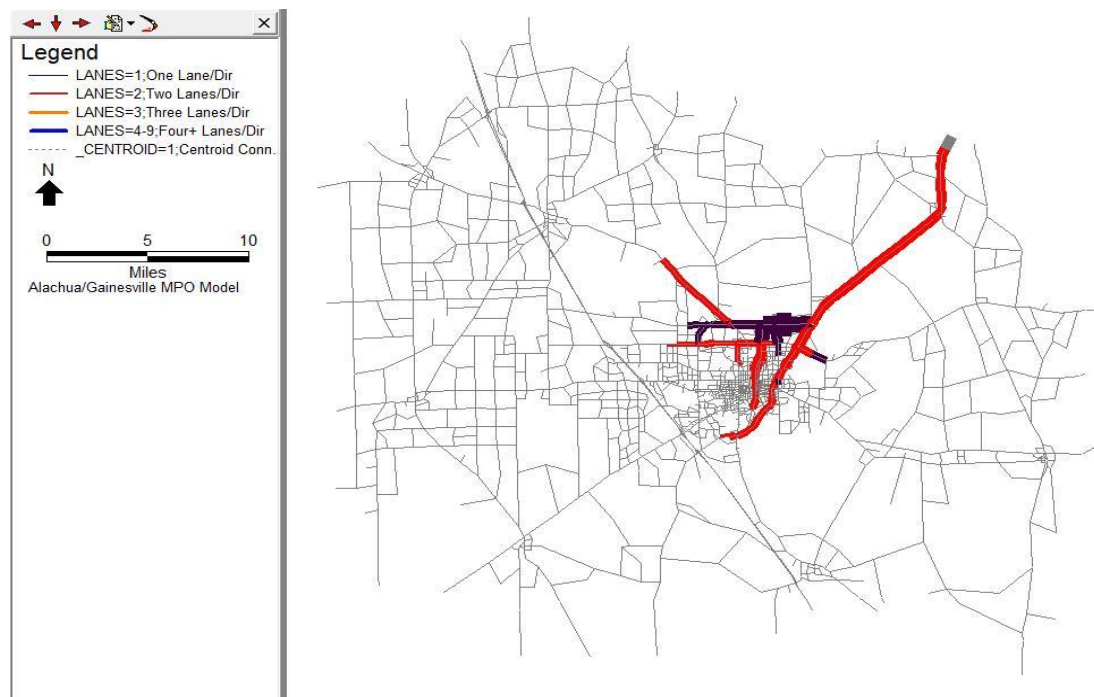 Legend
LANES=1;One Lane/Dir
LANES=2;Two Lanes/Dir
LANES=3;Three Lanes/Dir
LANES=4-9;Four+ Lanes/Dir
_CENTROID=1;Centroid Conn.
N
0 5 10
Miles
Alachua/Gainesville MPO Model